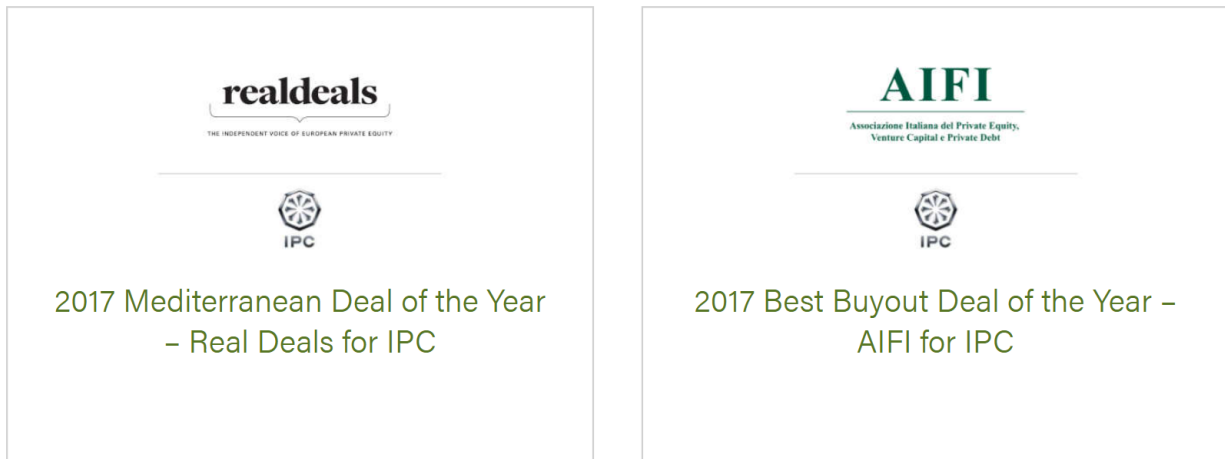 realdeals
THE INDEPENDENT VOICE OF EUROPEAN PRIVATE EQUITY
IPC
2017 Mediterranean Deal of the Year
– Real Deals for IPC
AIFI
Associazione Italiana del Private Equity,
Venture Capital e Private Debt
IPC
2017 Best Buyout Deal of the Year –
AIFI for IPC